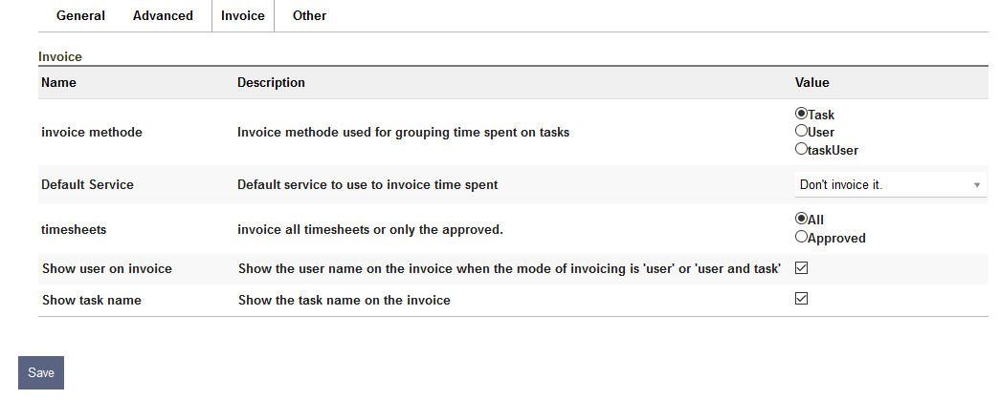 General Advanced Invoice Other
Invoice
Name Description Value
invoice methode Invoice methode used for grouping time spent on tasks Task
User
taskUser
Default Service Default service to use to invoice time spent Don't invoice it.
timesheets invoice all timesheets or only the approved. All
Approved
Show user on invoice Show the user name on the invoice when the mode of invoicing is 'user' or 'user and task'
Show task name Show the task name on the invoice
Save